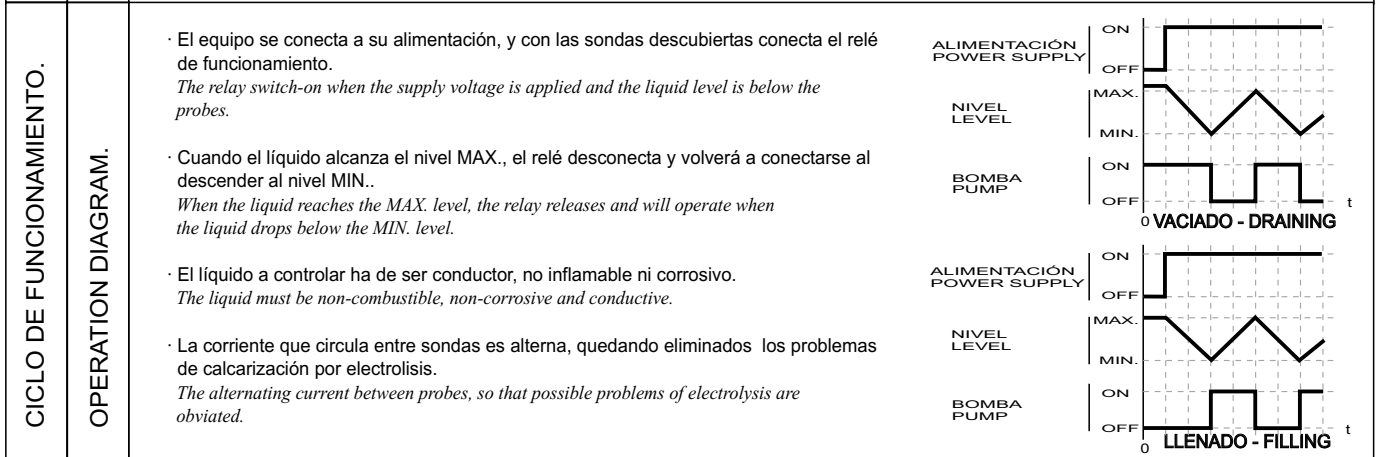 CICLO DE FUNCIONAMIENTO.
OPERATION DIAGRAM.
· El equipo se conecta a su alimentación, y con las sondas descubiertas conecta el relé
de funcionamiento.
The relay switch-on when the supply voltage is applied and the liquid level is below the
probes.
· Cuando el líquido alcanza el nivel MAX., el relé desconecta y volverá a conectarse al
descender al nivel MIN..
When the liquid reaches the MAX. level, the relay releases and will operate when
the liquid drops below the MIN. level.
· El líquido a controlar ha de ser conductor, no inflamable ni corrosivo.
The liquid must be non-combustible, non-corrosive and conductive.
· La corriente que circula entre sondas es alterna, quedando eliminados los problemas
de calcarización por electrolisis.
The alternating current between probes, so that possible problems of electrolysis are
obviated.
ALIMENTACIÓN
POWER SUPPLY
ON
OFF
NIVEL
LEVEL
MAX.
MIN.
BOMBA
PUMP
ON
OFF
t
0
VACIADO - DRAINING
ALIMENTACIÓN
POWER SUPPLY
ON
OFF
NIVEL
LEVEL
MAX.
MIN.
BOMBA
PUMP
ON
OFF
t
0
LLENADO - FILLING